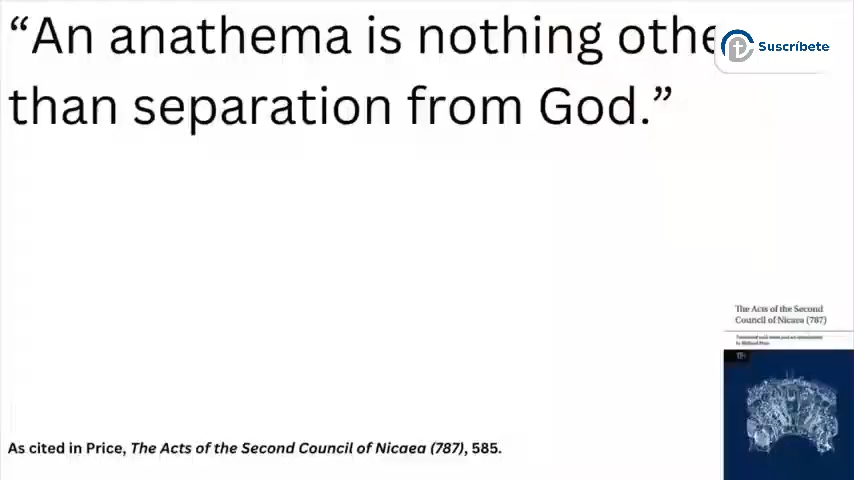 “An anathema is nothing othe
Suscríbete
than separation from God.”
The Acts of the Second
Council of Nicaea (787)
As cited in Price, The Acts of the Second Council of Nicaea (787), 585.